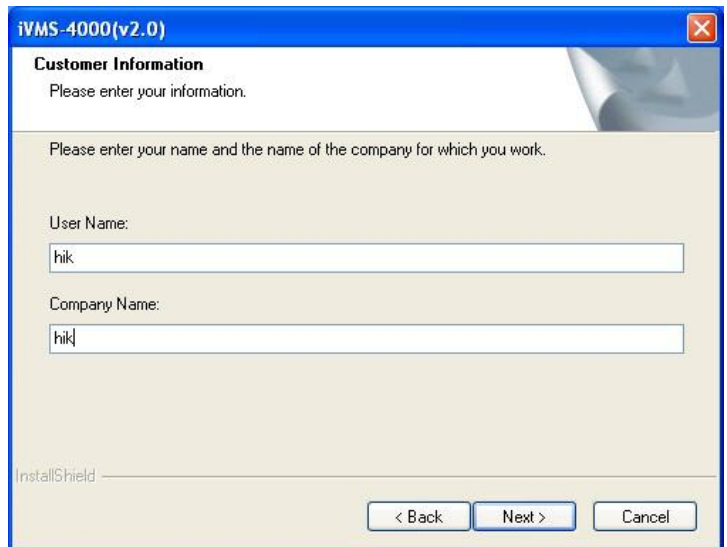 iVMS-4000(v2.0)
Customer Information
Please enter your information.
Please enter your name and the name of the company for which you work.
User Name:
hik
Company Name:
hik
InstallShield
< Back Next > Cancel